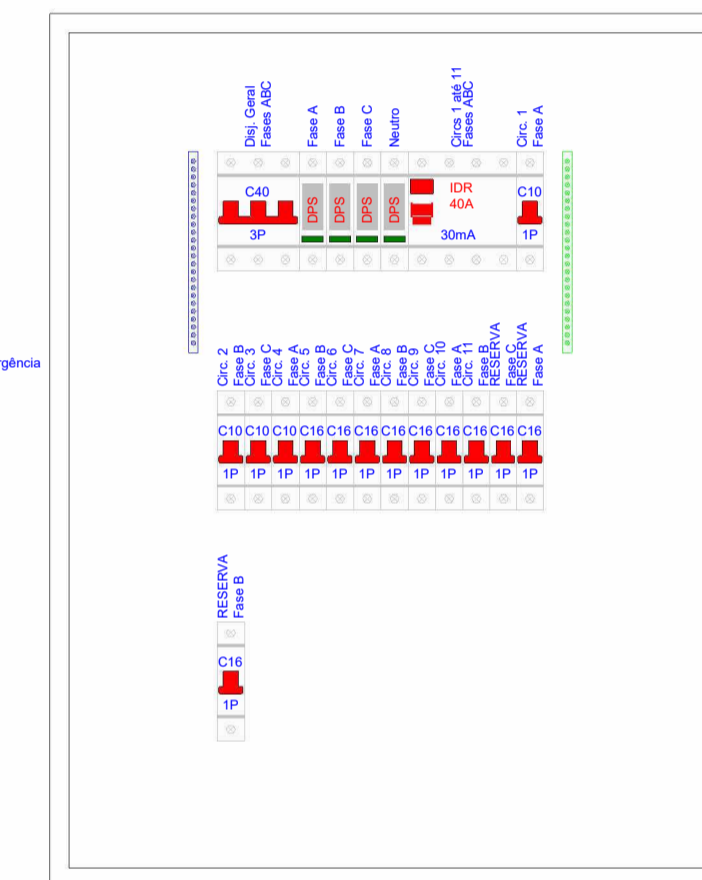 Disj. Geral
Fases ABC
Fase A
Fase B
Fase C
Neutro
Circs 1 até 11
Fases ABC
Circ. 1
Fase A
C40
3P
DPS
DPS
DPS
DPS
IDR
40A
30mA
C10
1P
rgência
Circ. 2
Fase B
Circ. 3
Fase C
Circ. 4
Fase A
Circ. 5
Fase B
Circ. 6
Fase C
Circ. 7
Fase A
Circ. 8
Fase B
Circ. 9
Fase C
Circ. 10
Fase A
Circ. 11
Fase B
RESERVA
Fase C
RESERVA
Fase A
C10 C10 C10 C16 C16 C16 C16 C16 C16 C16 C16 C16
1P 1P 1P 1P 1P 1P 1P 1P 1P 1P 1P 1P
RESERVA
Fase B
C16
1P